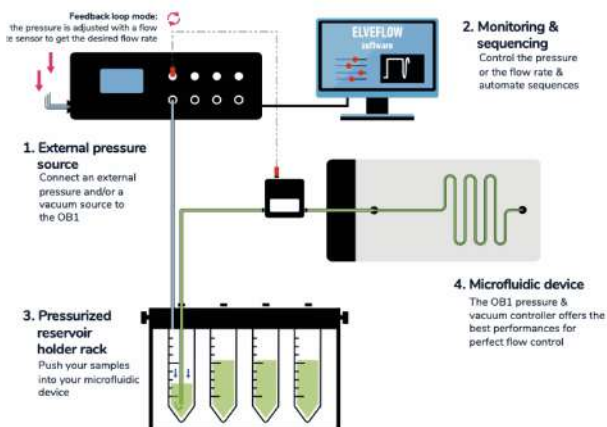 Feedback loop mode:
the pressure is adjusted with a flow
sensor to get the desired flow rate
ELVEFLOW
software
2. Monitoring &
sequencing
Control the pressure
or the flow rate &
automate sequences
1. External pressure
source
Connect an external
pressure and/or a
vacuum source to
the OB1
3. Pressurized
reservoir
holder rack
Push your samples
into your microfluidic
device
4. Microfluidic device
The OB1 pressure &
vacuum controller offers the
best performances for
perfect flow control